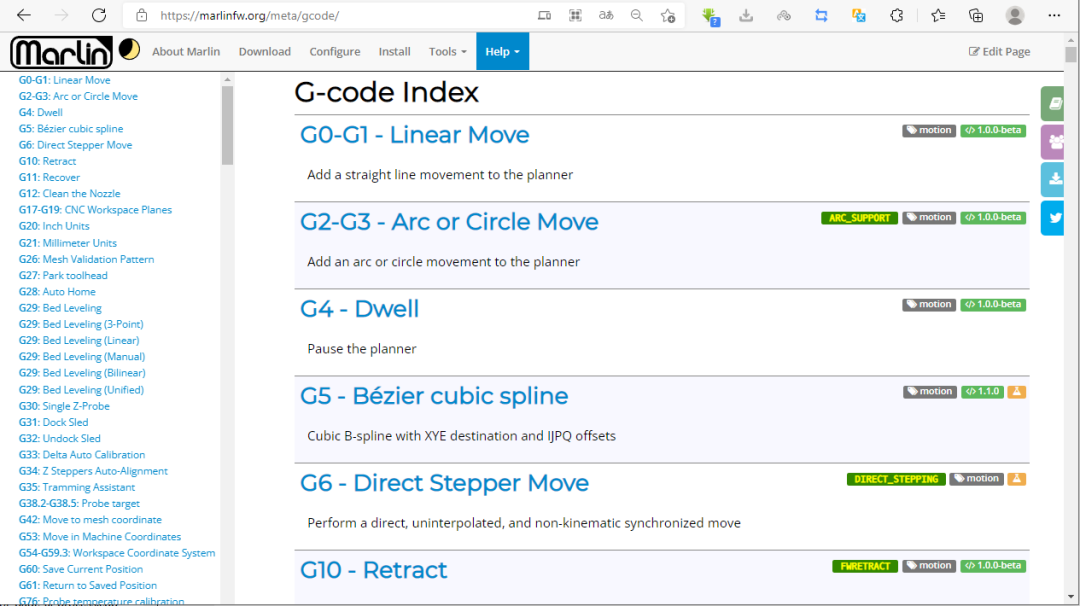 https://marlinfw.org/meta/gcode/
Marlin
About Marlin
Download
Configure
Install
Tools
Help
Edit Page
G0-G1: Linear Move
G2-G3: Arc or Circle Move
G4: Dwell
G5: Bézier cubic spline
G6: Direct Stepper Move
G10: Retract
G11: Recover
G12: Clean the Nozzle
G17-G19: CNC Workspace Planes
G20: Inch Units
G21: Millimeter Units
G26: Mesh Validation Pattern
G27: Park toolhead
G28: Auto Home
G29: Bed Leveling
G29: Bed Leveling (3-Point)
G29: Bed Leveling (Linear)
G29: Bed Leveling (Manual)
G29: Bed Leveling (Bilinear)
G29: Bed Leveling (Unified)
G30: Single Z-Probe
G31: Dock Sled
G32: Undock Sled
G33: Delta Auto Calibration
G34: Z Steppers Auto-Alignment
G35: Tramming Assistant
G38.2-G38.5: Probe target
G42: Move to mesh coordinate
G53: Move in Machine Coordinates
G54-G59.3: Workspace Coordinate System
G60: Save Current Position
G61: Return to Saved Position
G76: Probe temperature calibration
G-code Index
G0-G1 - Linear Move
motion
</> 1.0.0-beta
Add a straight line movement to the planner
G2-G3 - Arc or Circle Move
ARC_SUPPORT
motion
</> 1.0.0-beta
Add an arc or circle movement to the planner
G4 - Dwell
motion
</> 1.0.0-beta
Pause the planner
G5 - Bézier cubic spline
motion
</> 1.1.0
Cubic B-spline with XYE destination and IJPQ offsets
G6 - Direct Stepper Move
DIRECT_STEPPING
motion
Perform a direct, uninterpolated, and non-kinematic synchronized move
G10 - Retract
FWRETRACT
motion
</> 1.0.0-beta